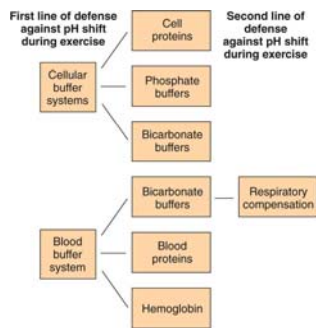 First line of defense
against pH shift
during exercise
Second line of
defense
against pH shift
during exercise
Cell
proteins
Cellular
buffer
systems
Phosphate
buffers
Bicarbonate
buffers
Bicarbonate
buffers
Respiratory
compensation
Blood
buffer
system
Blood
proteins
Hemoglobin